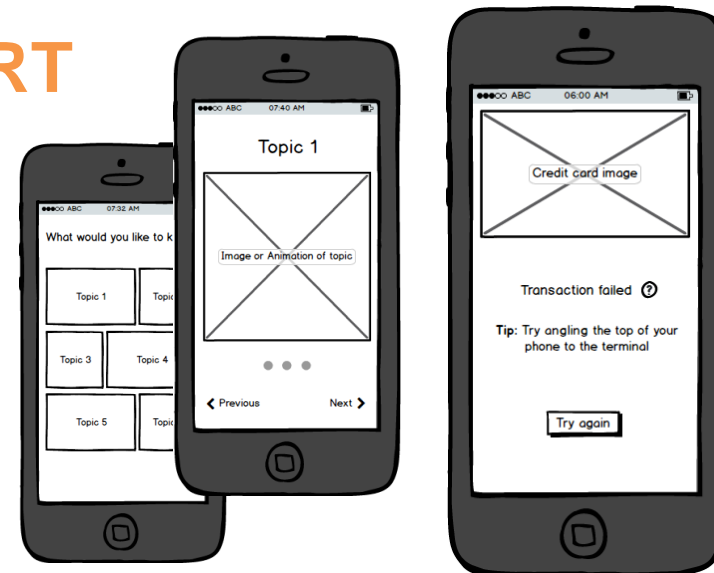 RT
ABC 07:32 AM
What would you like to k
Topic 1 Topic
Topic 3 Topic 4
Topic 5 Topic
ABC 07:40 AM
Topic 1
Image or Animation of topic
Previous Next
ABC 06:00 AM
Credit card image
Transaction failed ?
Tip: Try angling the top of your
phone to the terminal
Try again